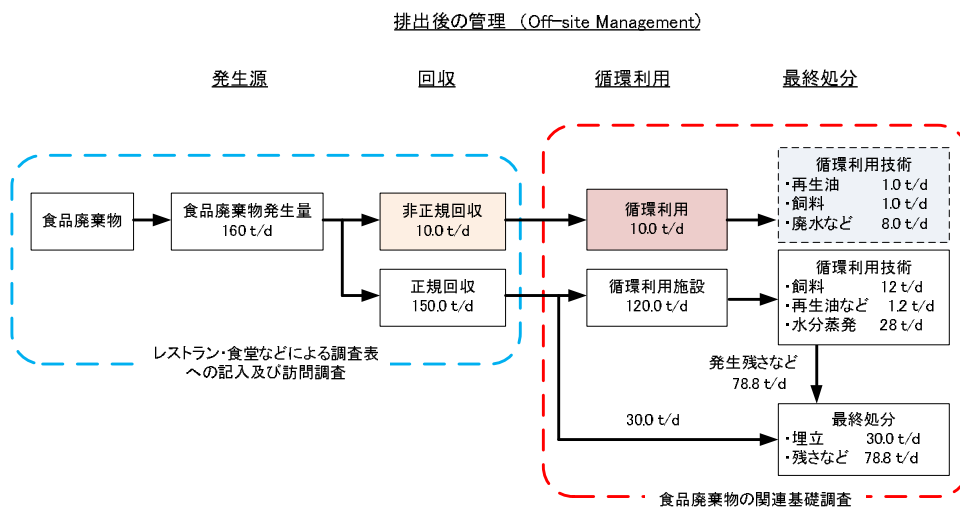 排出後の管理 (Off-site Management)
発生源
回収
循環利用
最終処分
食品廃棄物
食品廃棄物発生量
160 t/d
非正規回収
10.0 t/d
循環利用
10.0 t/d
循環利用技術
・再生油 1.0 t/d
・飼料 1.0 t/d
・廃水など 8.0 t/d
正規回収
150.0 t/d
循環利用施設
120.0 t/d
循環利用技術
・飼料 12 t/d
・再生油など 1.2 t/d
・水分蒸発 28 t/d
レストラン・食堂などによる調査表
への記入及び訪問調査
発生残さなど
78.8 t/d
30.0 t/d
最終処分
・埋立 30.0 t/d
・残さなど 78.8 t/d
食品廃棄物の関連基礎調査